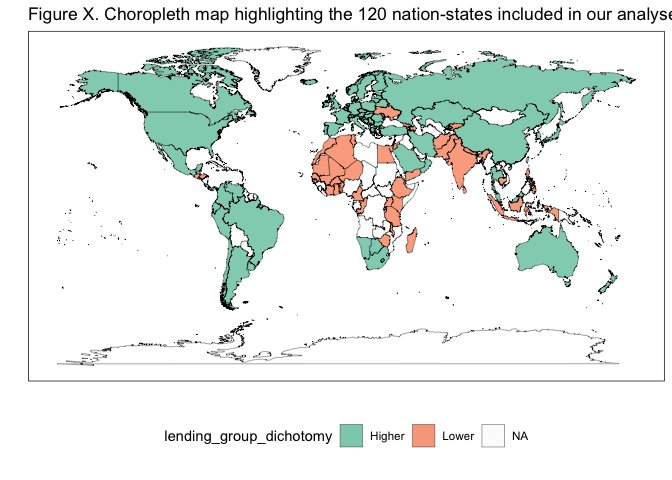 Figure X. Choropleth map highlighting the 120 nation-states included in our analyse
lending_group_dichotomy Higher Lower NA